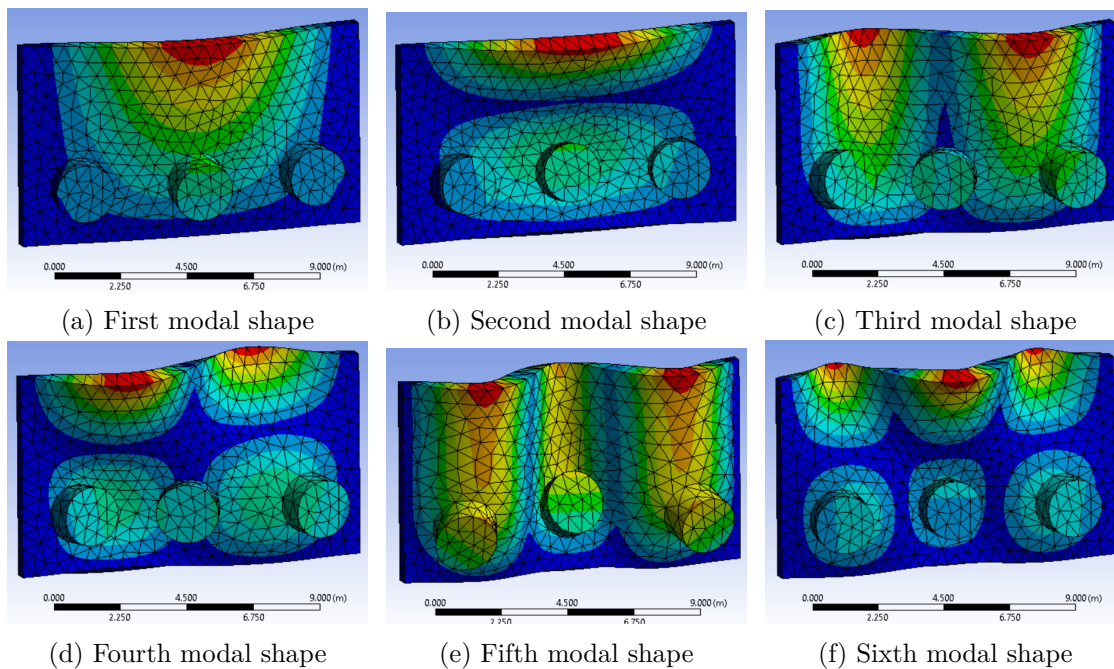 0.000 4.500 9.000 (m)
2.250 6.750
0.000 4.500 9.000 (m)
2.250 6.750
0.000 4.500 9.000 (m)
2.250 6.750
(a) First modal shape
(b) Second modal shape
(c) Third modal shape
0.000 4.500 9.000 (m)
2.250 6.750
0.000 4.500 9.000 (m)
2.250 6.750
0.000 4.500 9.000 (m)
2.250 6.750
(d) Fourth modal shape
(e) Fifth modal shape
(f) Sixth modal shape